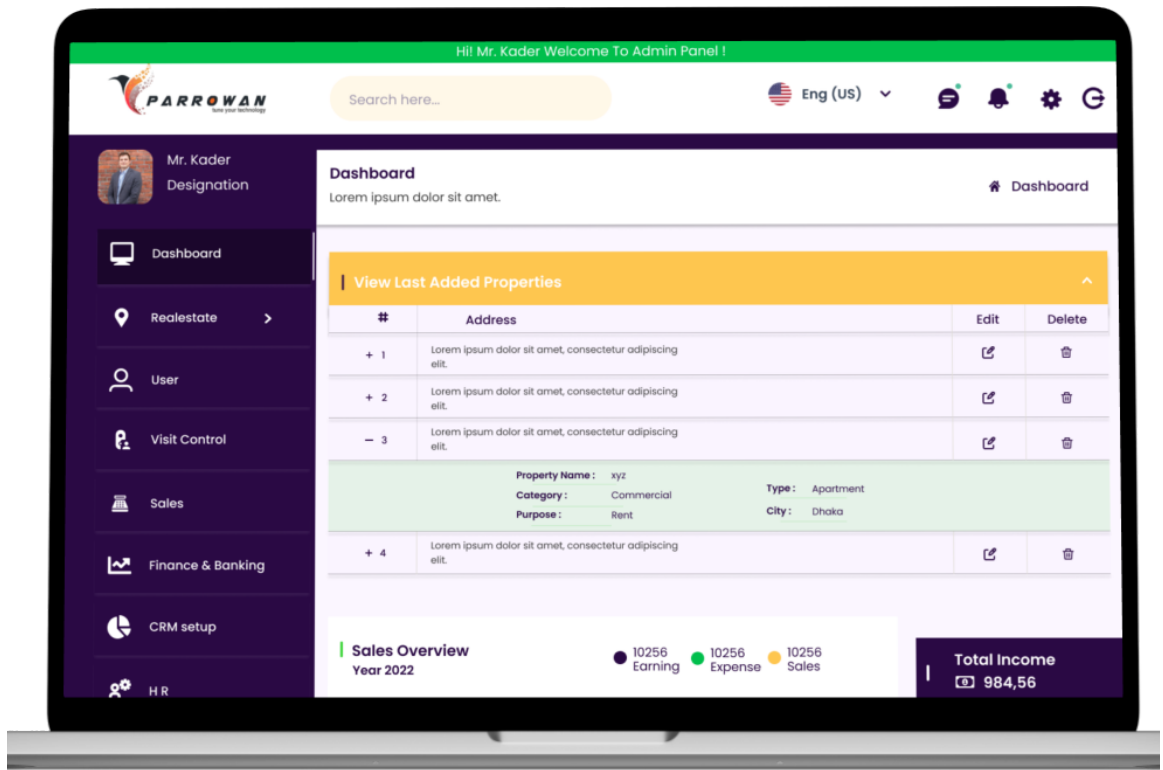 Hi! Mr. Kader Welcome To Admin Panel !
PARROWAN
tune your technology
Search here...
Eng (US)
Mr. Kader
Designation
Dashboard
Realestate
User
Visit Control
Sales
Finance & Banking
CRM setup
H R
Dashboard
Lorem ipsum dolor sit amet.
Dashboard
View Last Added Properties
# Address Edit Delete
+ 1 Lorem ipsum dolor sit amet, consectetur adipiscing
elit.
+ 2 Lorem ipsum dolor sit amet, consectetur adipiscing
elit.
– 3 Lorem ipsum dolor sit amet, consectetur adipiscing
elit.
Property Name : xyz
Category : Commercial
Purpose : Rent
Type : Apartment
City : Dhaka
+ 4 Lorem ipsum dolor sit amet, consectetur adipiscing
elit.
Sales Overview
Year 2022
10256
Earning
10256
Expense
10256
Sales
Total Income
984,56